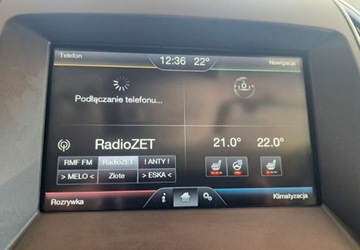 Telefon
12:36 22°
Nawigacja
Podłączanie telefonu...
RadioZET
21.0° 22.0°
RMF FM RadioZET ! ANTY !
> MELO < Złote > ESKA <
Rozrywka
i
Klimatyzacja